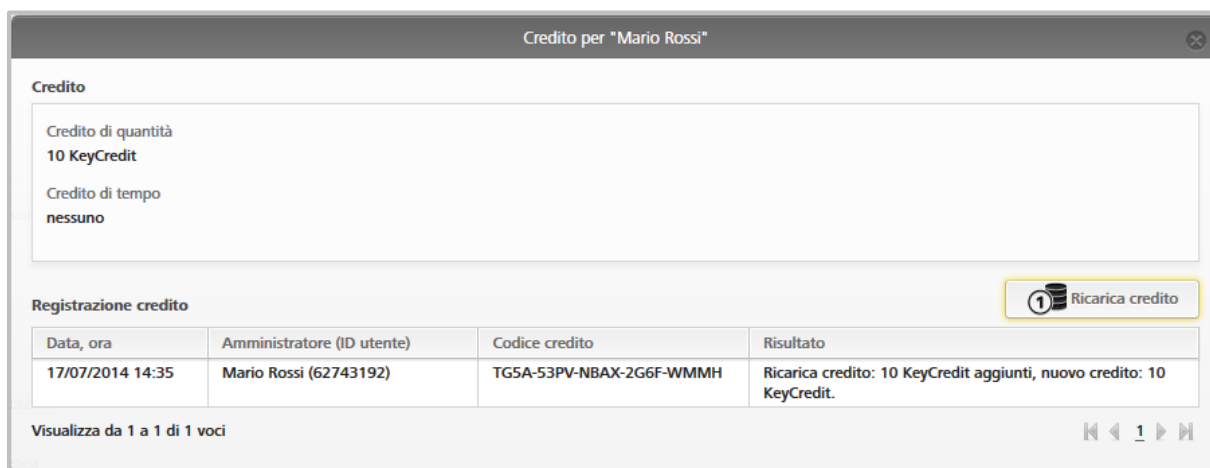 Credito per "Mario Rossi"
Credito
Credito di quantità
10 KeyCredit
Credito di tempo
nessuno
Registrazione credito
1 Ricarica credito
Data, ora Amministratore (ID utente) Codice credito Risultato
17/07/2014 14:35 Mario Rossi (62743192) TG5A-53PV-NBAX-2G6F-WMMH Ricarica credito: 10 KeyCredit aggiunti, nuovo credito: 10
KeyCredit.
Visualizza da 1 a 1 di 1 voci 1